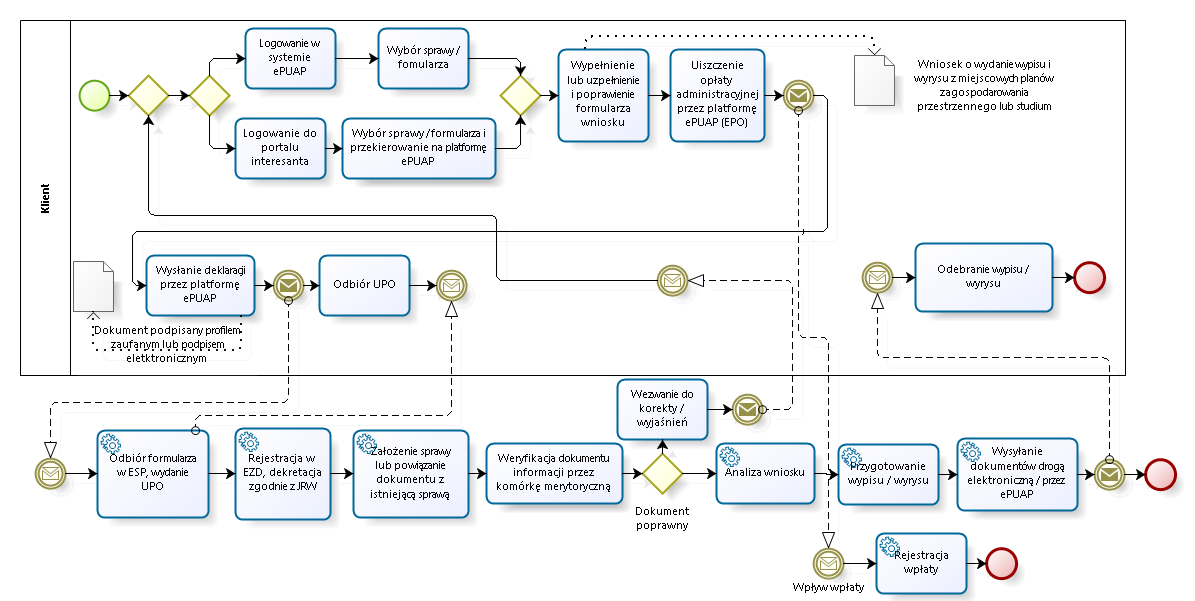 Klient
Logowanie w
systemie
ePUAP
Wybór sprawy /
fomularza
Logowanie do
portalu
interesanta
Wybór sprawy / formularza i
przekierowanie na platformę
ePUAP
Wypełnienie
lub uzpełnienie
i poprawienie
formularza
wniosku
Uiszczenie
opłaty
administracyjnej
przez platformę
ePUAP (EPO)
Wniosek o wydanie wypisu i
wyrysu z miejscowych planów
zagospodarowania
przestrzennego lub studium
Wysłanie deklaragi
przez platformę
ePUAP
Dokument podpisany profilem
zaufanym lub podpisem
eletktronicznym
Odbiór UPO
Odebranie wypisu /
wyrysu
Odbiór formularza
w ESP, wydanie
UPO
Rejestracja w
EZD, dekretacja
zgodnie z JRW
Założenie sprawy
lub powiązanie
dokumentu z
istniejącą sprawą
Weryfikacja dokumentu
informacji przez
komórkę merytoryczną
Wezwanie do
korekty /
wyjaśnień
Dokument
poprawny
Analiza wniosku
Przygotowanie
wypisu / wyrysu
Wysyłanie
dokumentów drogą
elektroniczną / przez
ePUAP
Wpływ wpłaty
Rejestracja
wpłaty